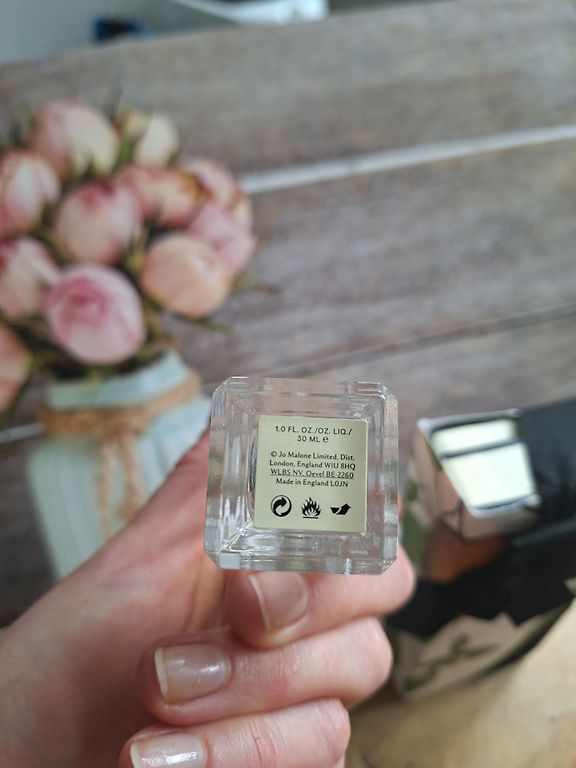 1.0 FL. OZ./OZ. LIQ./
30 ML e
© Jo Malone Limited, Dist.
London, England W1U 8HQ
WLBS NV. Oevel BE 2260
Made in England L0JN